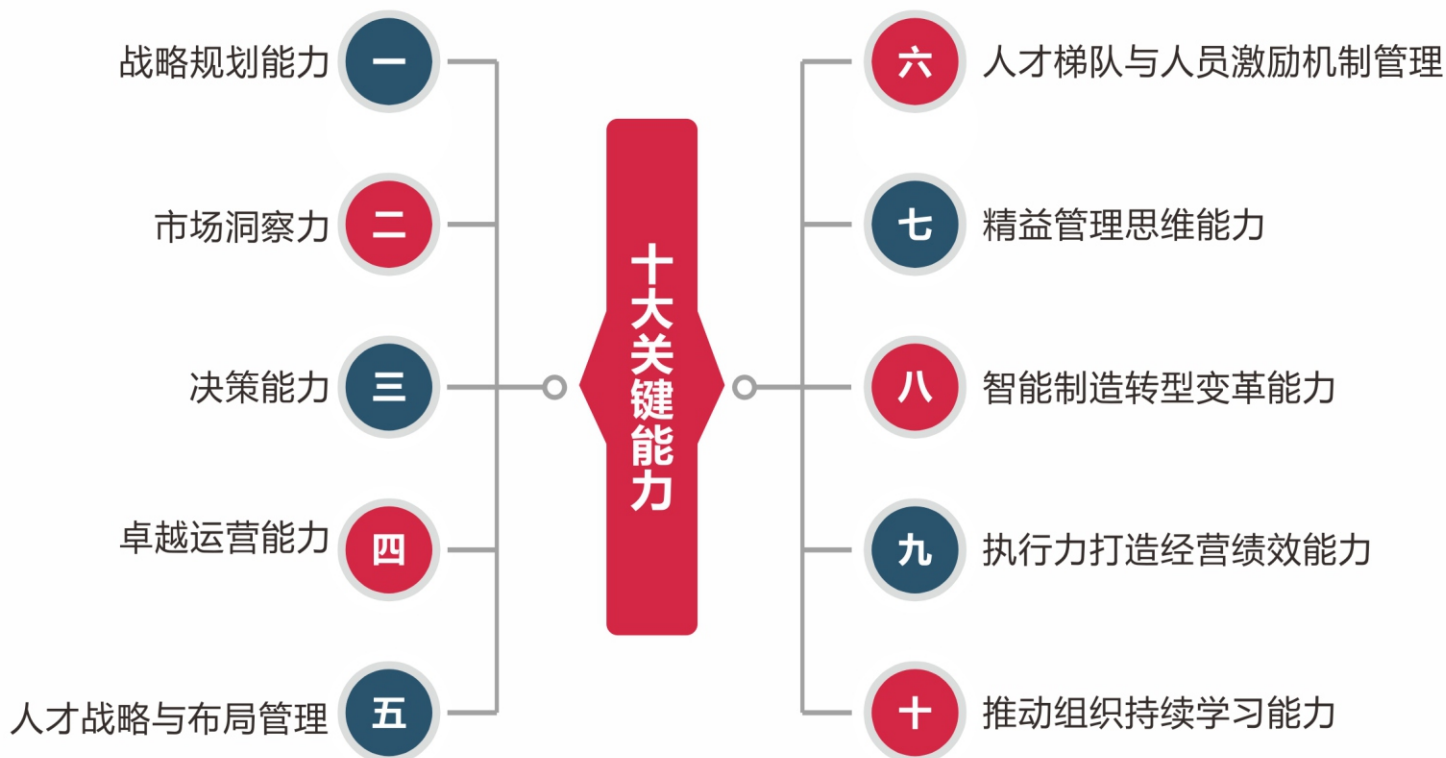 十大关键能力
一 战略规划能力
二 市场洞察力
三 决策能力
四 卓越运营能力
五 人才战略与布局管理
六 人才梯队与人员激励机制管理
七 精益管理思维能力
八 智能制造转型变革能力
九 执行力打造经营绩效能力
十 推动组织持续学习能力